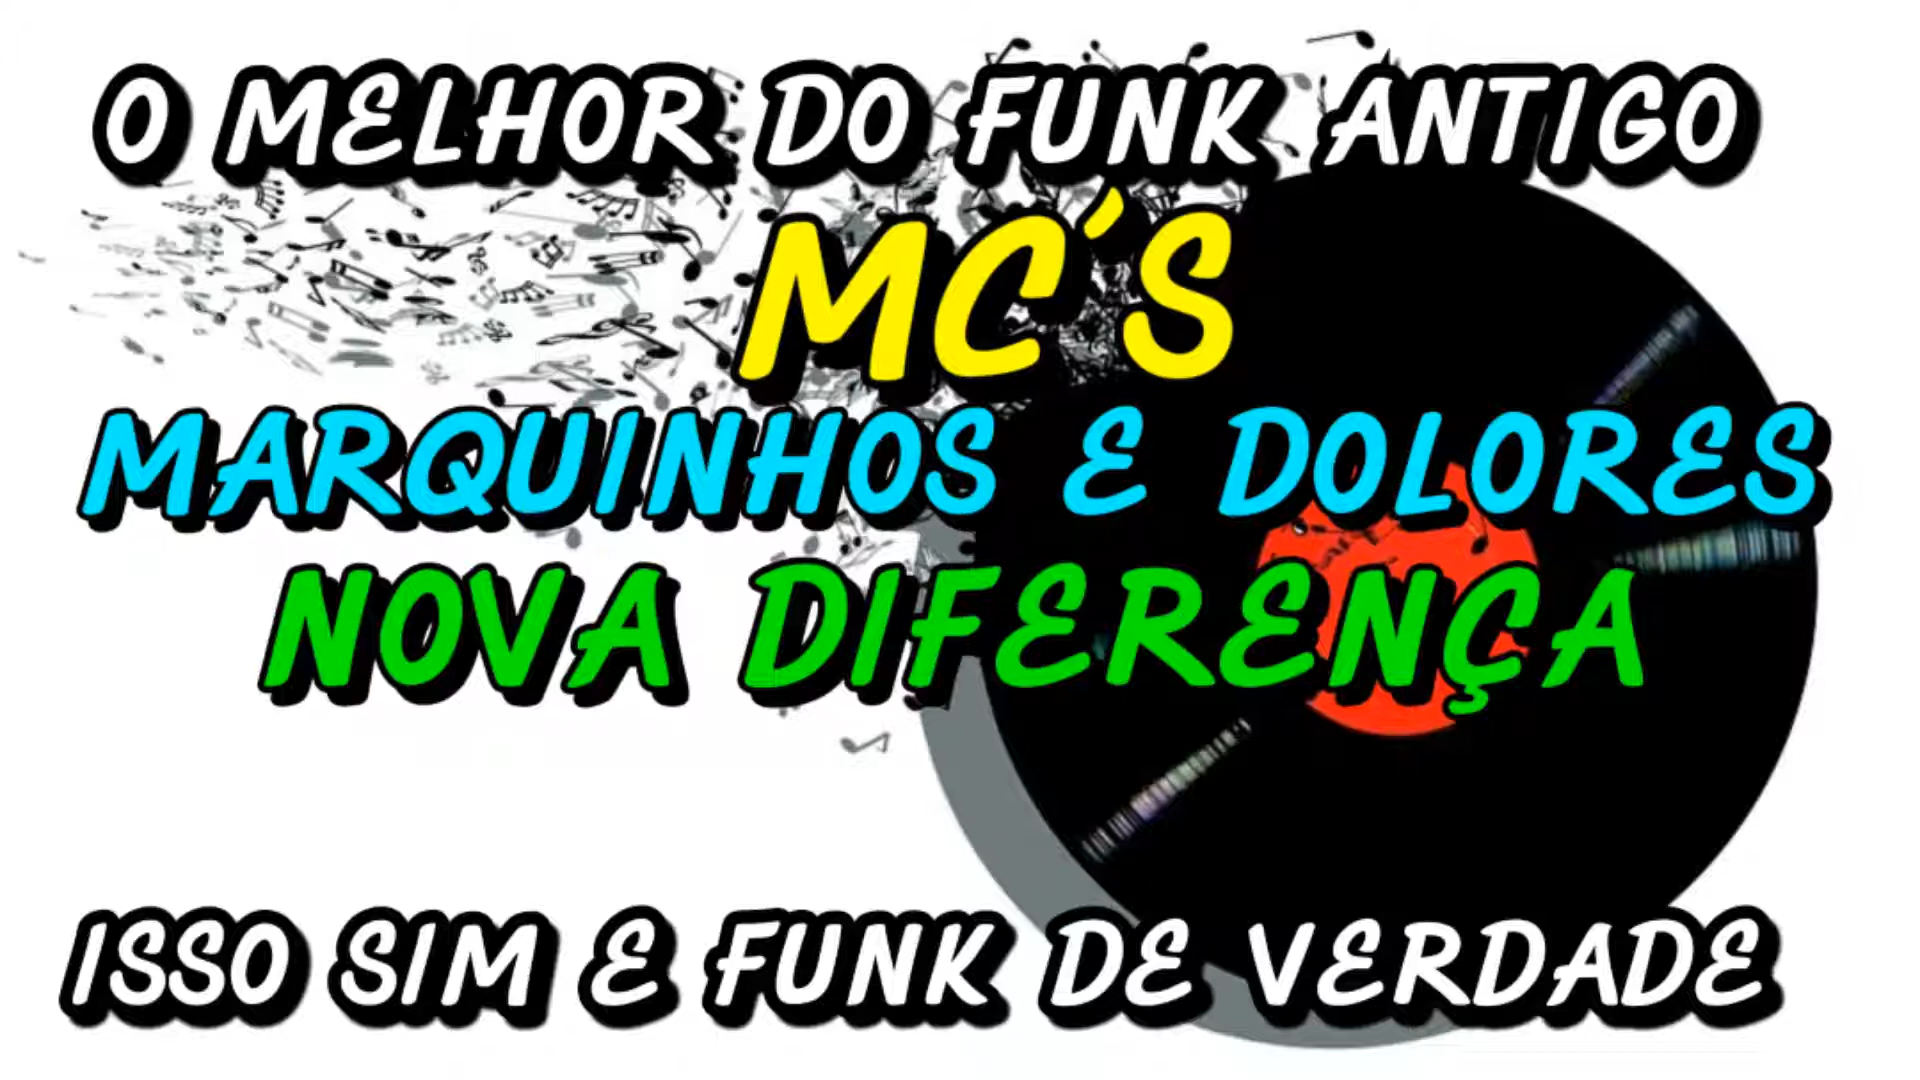 O MELHOR DO FUNK ANTIGO
MC´S
MARQUINHOS E DOLORES
NOVA DIFERENÇA
ISSO SIM E FUNK DE VERDADE